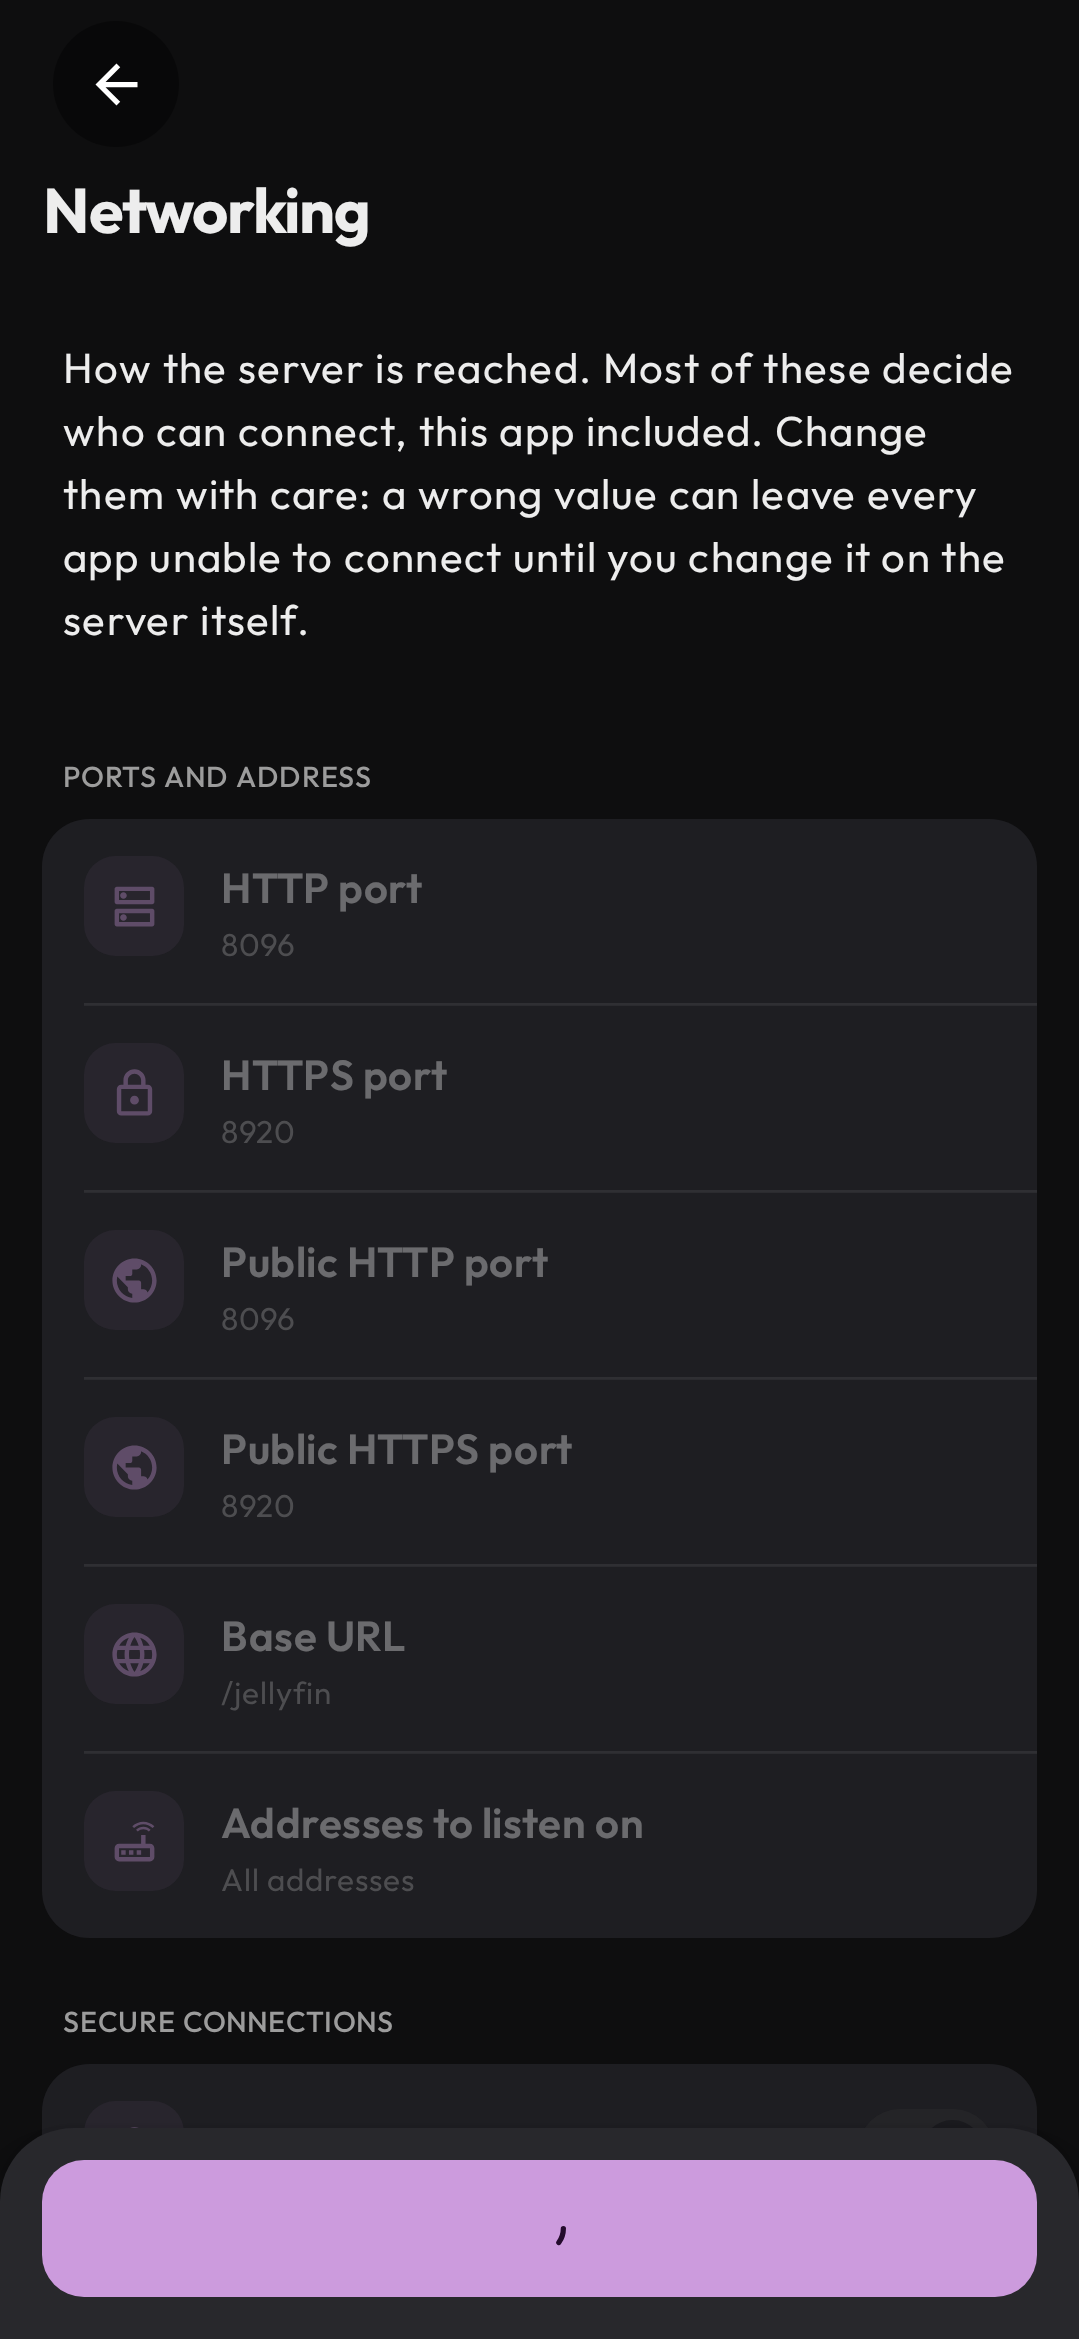 Networking
How the server is reached. Most of these decide
who can connect, this app included. Change
them with care: a wrong value can leave every
app unable to connect until you change it on the
server itself.
PORTS AND ADDRESS
HTTP port
8096
HTTPS port
8920
Public HTTP port
8096
Public HTTPS port
8920
Base URL
/jellyfin
Addresses to listen on
All addresses
SECURE CONNECTIONS